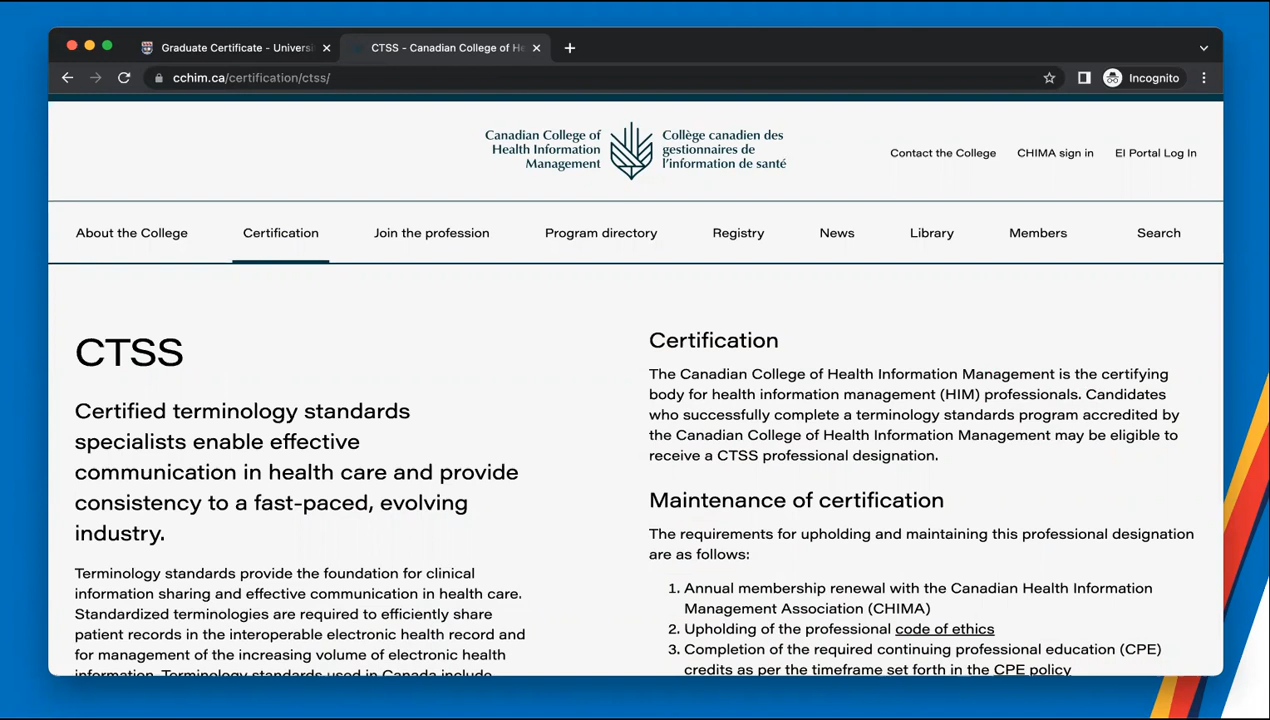 Graduate Certificate - Universi
CTSS - Canadian College of He
cchim.ca/certification/ctss/
Incognito
Canadian College of
Health Information
Management
Collège canadien des
gestionnaires de
l'information de santé
Contact the College
CHIMA sign in
EI Portal Log In
About the College
Certification
Join the profession
Program directory
Registry
News
Library
Members
Search
CTSS
Certified terminology standards
specialists enable effective
communication in health care and provide
consistency to a fast-paced, evolving
industry.
Terminology standards provide the foundation for clinical
information sharing and effective communication in health care.
Standardized terminologies are required to efficiently share
patient records in the interoperable electronic health record and
for management of the increasing volume of electronic health
information. Terminology standards used in Canada include
Certification
The Canadian College of Health Information Management is the certifying
body for health information management (HIM) professionals. Candidates
who successfully complete a terminology standards program accredited by
the Canadian College of Health Information Management may be eligible to
receive a CTSS professional designation.
Maintenance of certification
The requirements for upholding and maintaining this professional designation
are as follows:
1. Annual membership renewal with the Canadian Health Information
Management Association (CHIMA)
2. Upholding of the professional code of ethics
3. Completion of the required continuing professional education (CPE)
credits as per the timeframe set forth in the CPE policy